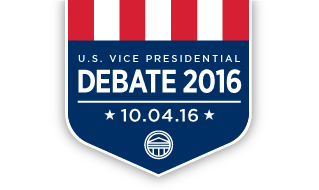 U.S. VICE PRESIDENTIAL
DEBATE 2016
★ 10.04.16 ★